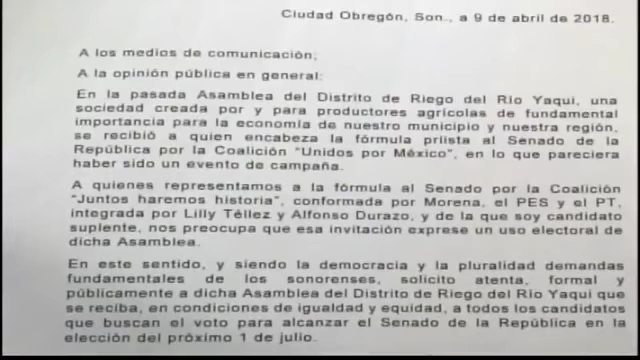 Ciudad Obregón, Son., a 9 de abril de 2018.
A los medios de comunicación,
A la opinión pública en general:
En la pasada Asamblea del Distrito de Riego del Río Yaqui, una
sociedad creada por y para productores agrícolas de fundamental
importancia para la economía de nuestro municipio y nuestra región,
se recibió a quien encabeza la fórmula priista al Senado de la
República por la Coalición "Unidos por México", en lo que pareciera
haber sido un evento de campaña.
A quienes representamos a la fórmula al Senado por la Coalición
"Juntos haremos historia", conformada por Morena, el PES y el PT,
integrada por Lilly Téllez y Alfonso Durazo, y de la que soy candidato
suplente, nos preocupa que esa invitación exprese un uso electoral de
dicha Asamblea.
En este sentido, y siendo la democracia y la pluralidad demandas
fundamentales de los sonorenses, solicito atenta, formal y
públicamente a dicha Asamblea del Distrito de Riego del Río Yaqui que
se reciba, en condiciones de igualdad y equidad, a todos los candidatos
que buscan el voto para alcanzar el Senado de la República en la
elección del próximo 1 de julio.